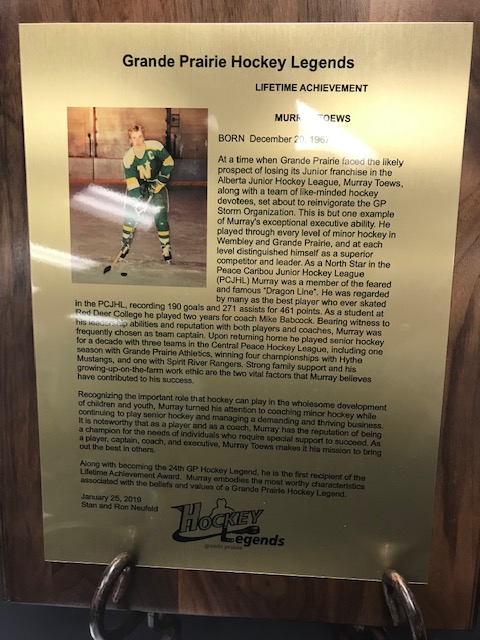 Grande Prairie Hockey Legends
LIFETIME ACHIEVEMENT
MURRAY TOEWS
BORN December 20, 1967
At a time when Grande Prairie faced the likely
prospect of losing its Junior franchise in the
Alberta Junior Hockey League, Murray Toews,
along with a team of like-minded hockey
devotees, set about to reinvigorate the GP
Storm Organization. This is but one example
of Murray's exceptional executive ability. He
played through every level of minor hockey in
Wembley and Grande Prairie, and at each
level distinguished himself as a superior
competitor and leader. As a North Star in the
Peace Caribou Junior Hockey League
(PCJHL) Murray was a member of the feared
and famous "Dragon Line". He was regarded
by many as the best player who ever skated
in the PCJHL, recording 190 goals and 271 assists for 461 points. As a student at
Red Deer College he played two years for coach Mike Babcock. Bearing witness to
his leadership abilities and reputation with both players and coaches, Murray was
frequently chosen as team captain. Upon returning home he played senior hockey
for a decade with three teams in the Central Peace Hockey League, including one
season with Grande Prairie Athletics, winning four championships with Hythe
Mustangs, and one with Spirit River Rangers. Strong family support and his
growing-up-on-the-farm work ethic are the two vital factors that Murray believes
have contributed to his success.
Recognizing the important role that hockey can play in the wholesome development
of children and youth, Murray turned his attention to coaching minor hockey while
continuing to play senior hockey and managing a demanding and thriving business.
It is noteworthy that as a player and as a coach, Murray has the reputation of being
a champion for the needs of individuals who require special support to succeed. As
a player, captain, coach, and executive, Murray Toews makes it his mission to bring
out the best in others.
Along with becoming the 24th GP Hockey Legend, he is the first recipient of the
Lifetime Achievement Award. Murray embodies the most worthy characteristics
associated with the beliefs and values of a Grande Prairie Hockey Legend.
January 25, 2019
Stan and Ron Neufeld
HOCKEY
Legends
grande prairie